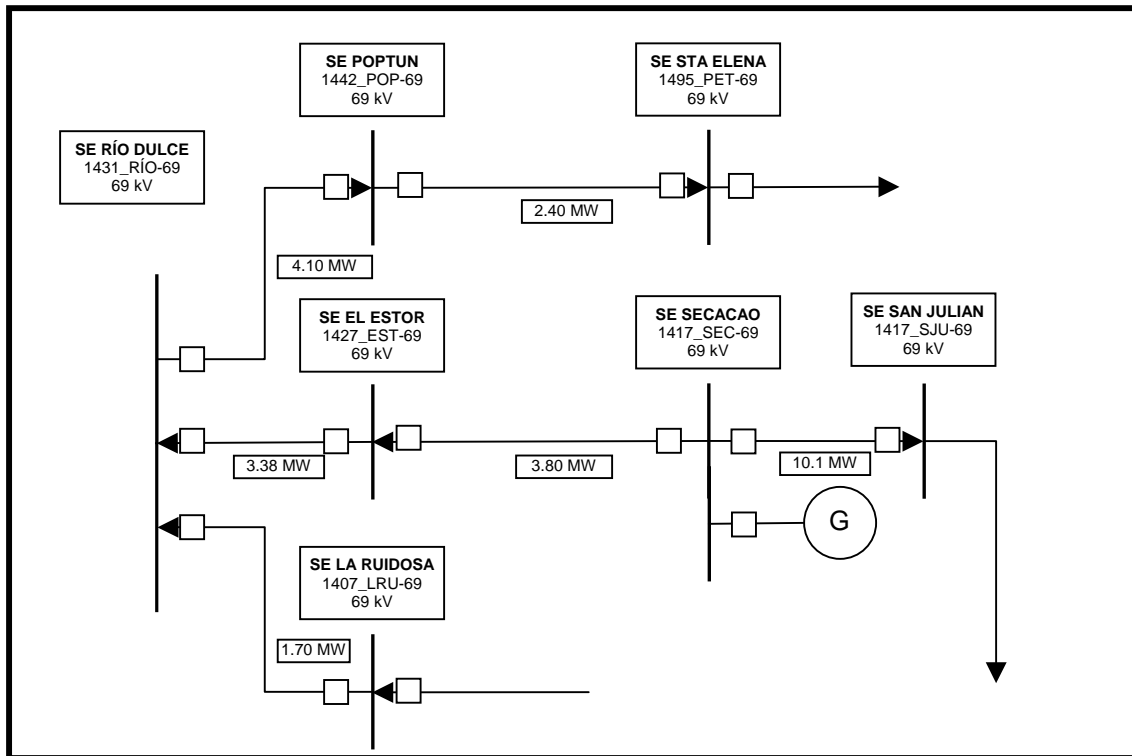 SE POPTUN
1442_POP-69
69 kV
SE STA ELENA
1495_PET-69
69 kV
SE RÍO DULCE
1431_RÍO-69
69 kV
2.40 MW
4.10 MW
SE EL ESTOR
1427_EST-69
69 kV
SE SECACAO
1417_SEC-69
69 kV
SE SAN JULIAN
1417_SJU-69
69 kV
3.38 MW
3.80 MW
10.1 MW
G
SE LA RUIDOSA
1407_LRU-69
69 kV
1.70 MW